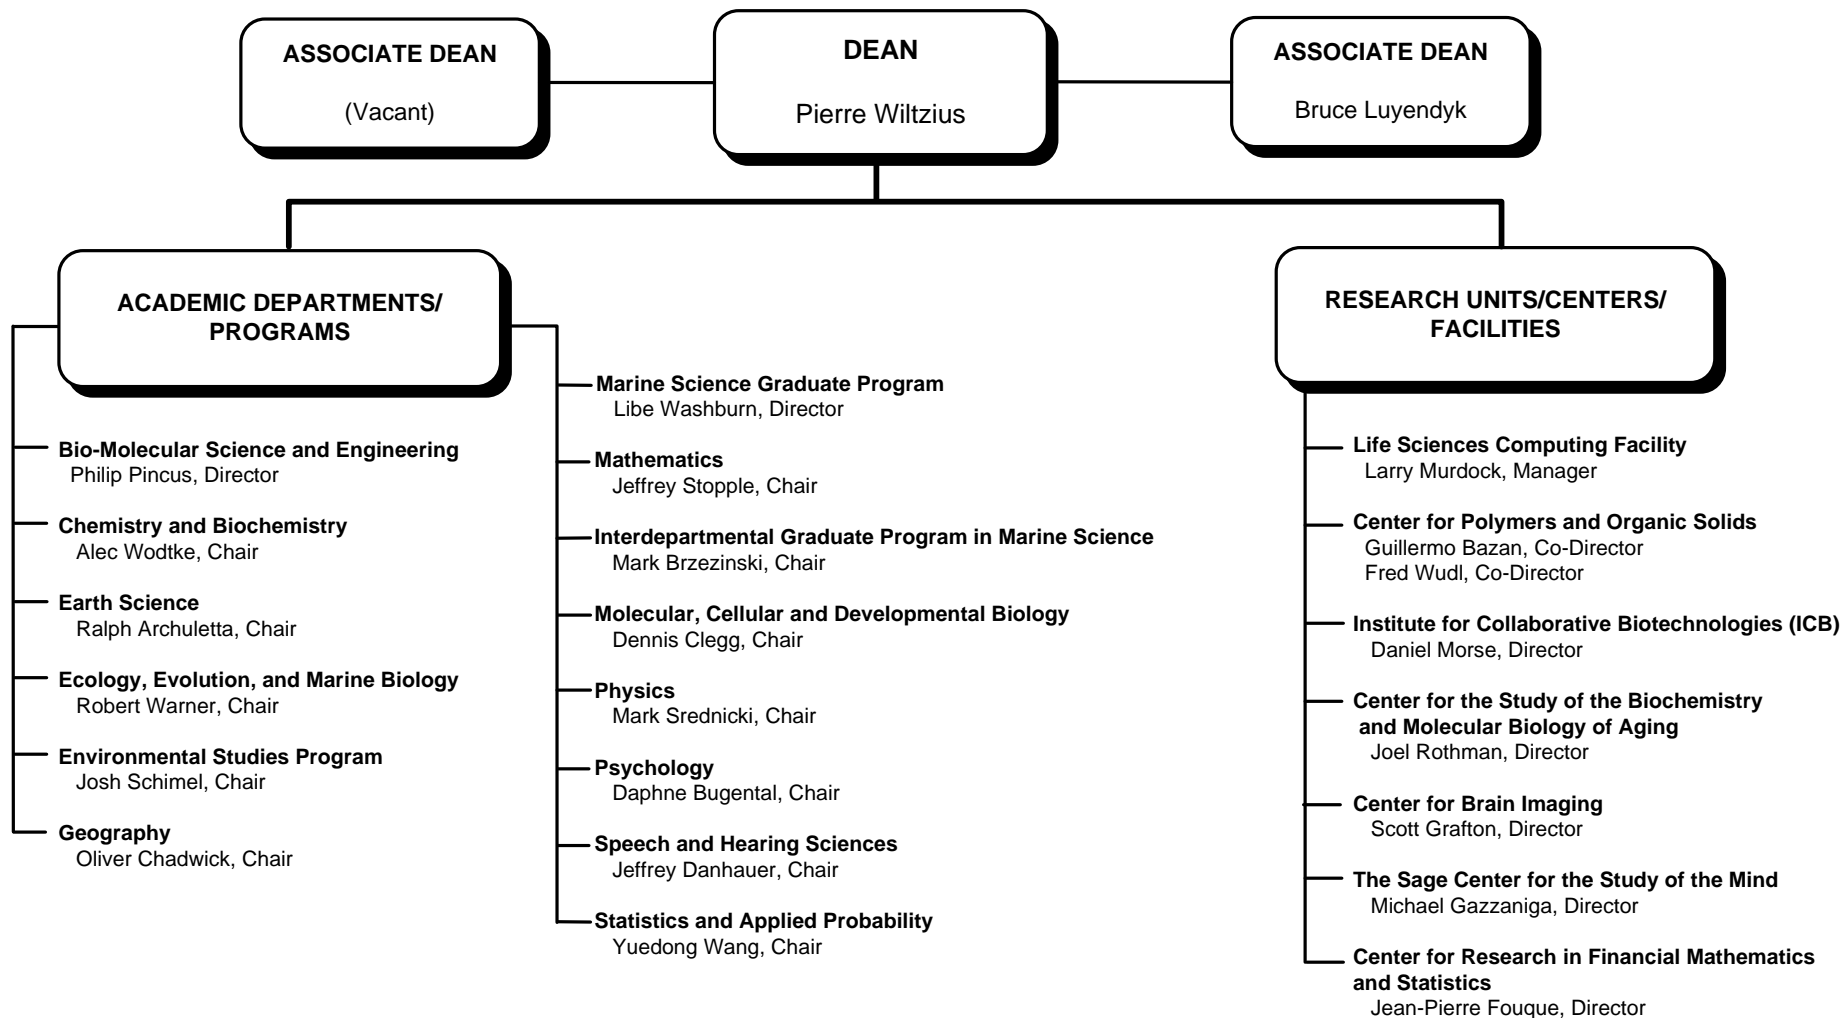 ASSOCIATE DEAN
(Vacant)
DEAN
Pierre Wiltzius
ASSOCIATE DEAN
Bruce Luyendyk
ACADEMIC DEPARTMENTS/
PROGRAMS
Bio-Molecular Science and Engineering
Philip Pincus, Director
Chemistry and Biochemistry
Alec Wodtke, Chair
Earth Science
Ralph Archuletta, Chair
Ecology, Evolution, and Marine Biology
Robert Warner, Chair
Environmental Studies Program
Josh Schimel, Chair
Geography
Oliver Chadwick, Chair
Marine Science Graduate Program
Libe Washburn, Director
Mathematics
Jeffrey Stopple, Chair
Interdepartmental Graduate Program in Marine Science
Mark Brzezinski, Chair
Molecular, Cellular and Developmental Biology
Dennis Clegg, Chair
Physics
Mark Srednicki, Chair
Psychology
Daphne Bugental, Chair
Speech and Hearing Sciences
Jeffrey Danhauer, Chair
Statistics and Applied Probability
Yuedong Wang, Chair
RESEARCH UNITS/CENTERS/
FACILITIES
Life Sciences Computing Facility
Larry Murdock, Manager
Center for Polymers and Organic Solids
Guillermo Bazan, Co-Director
Fred Wudl, Co-Director
Institute for Collaborative Biotechnologies (ICB)
Daniel Morse, Director
Center for the Study of the Biochemistry
and Molecular Biology of Aging
Joel Rothman, Director
Center for Brain Imaging
Scott Grafton, Director
The Sage Center for the Study of the Mind
Michael Gazzaniga, Director
Center for Research in Financial Mathematics
and Statistics
Jean-Pierre Fouque, Director